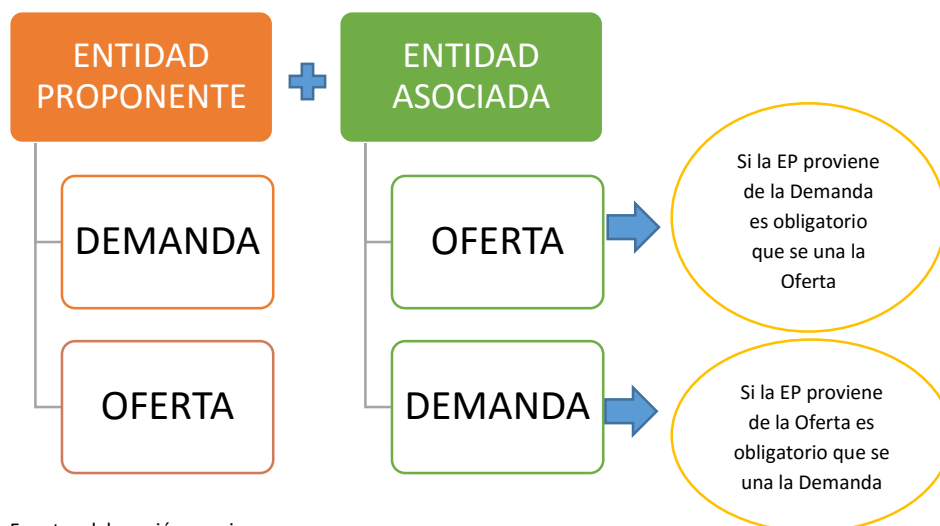 ENTIDAD
PROPONENTE
ENTIDAD
ASOCIADA
DEMANDA
OFERTA
Si la EP proviene
de la Demanda
es obligatorio
que se una la
Oferta
OFERTA
DEMANDA
Si la EP proviene
de la Oferta es
obligatorio que se
una la Demanda